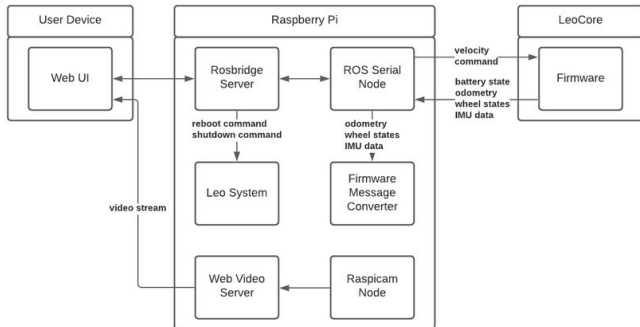 User Device
Raspberry Pi
LeoCore
Web UI
Rosbridge
Server
ROS Serial
Node
velocity
command
Firmware
battery state
odometry
wheel states
IMU data
reboot command
shutdown command
odometry
wheel states
IMU data
Leo System
Firmware
Message
Converter
video stream
Web Video
Server
Raspicam
Node